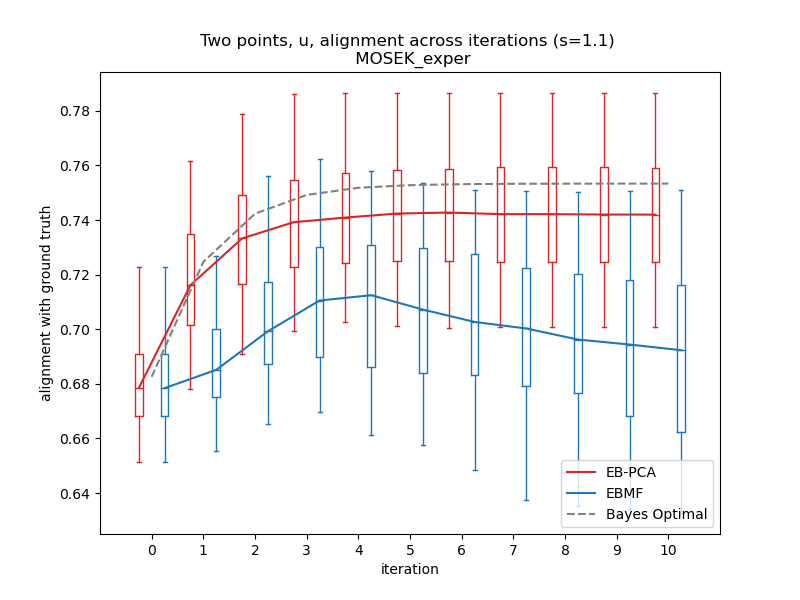 Two points, u, alignment across iterations (s=1.1)
MOSEK_exper
alignment with ground truth
0.78
0.76
0.74
0.72
0.70
0.68
0.66
0.64
EB-PCA
EBMF
Bayes Optimal
0 1 2 3 4 5 6 7 8 9 10
iteration